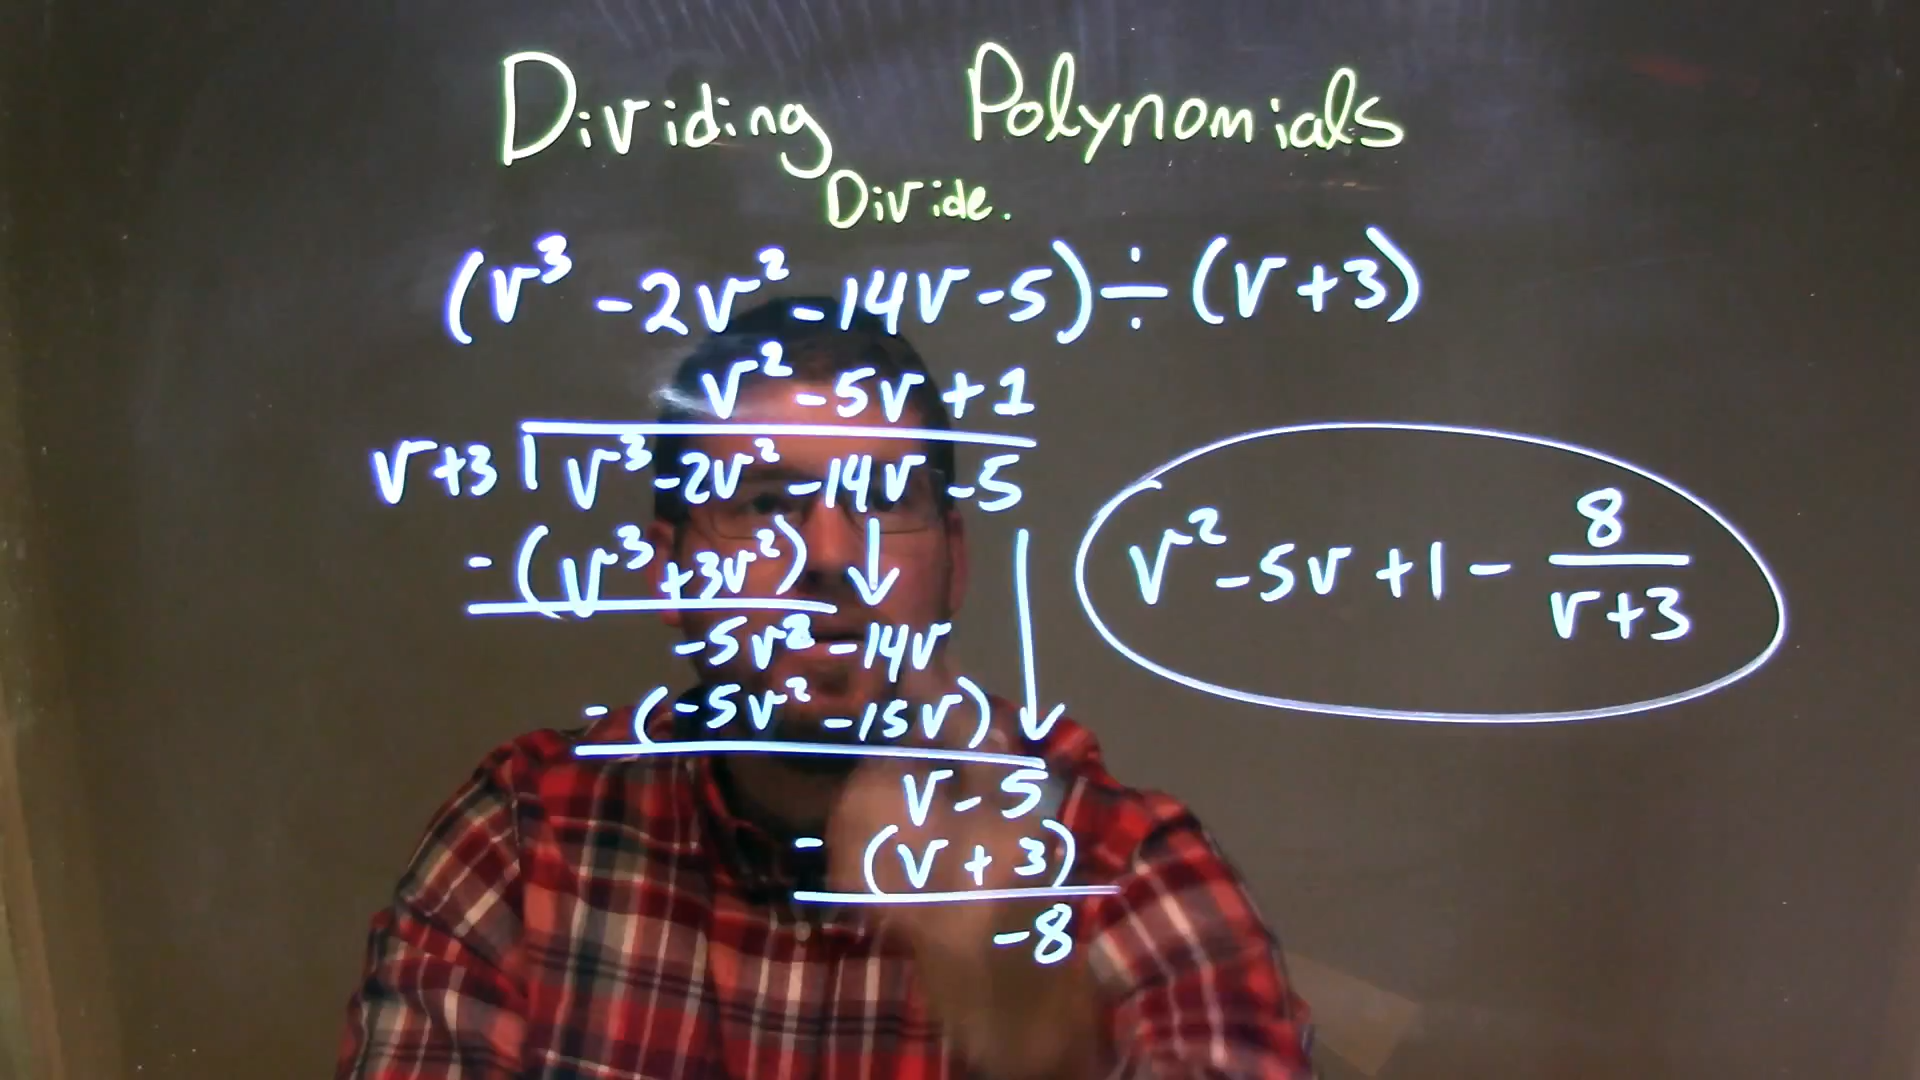 Dividing Polynomials
Divide.
(v³ -2v² -14v -5) ÷ (v+3)
v² -5v +1
v+3 | v³ -2v² -14v -5
- (v³ +3v²)
-5v² -14v
- (-5v² -15v)
v - 5
- (v + 3)
-8
v² -5v +1 - 8/(v+3)